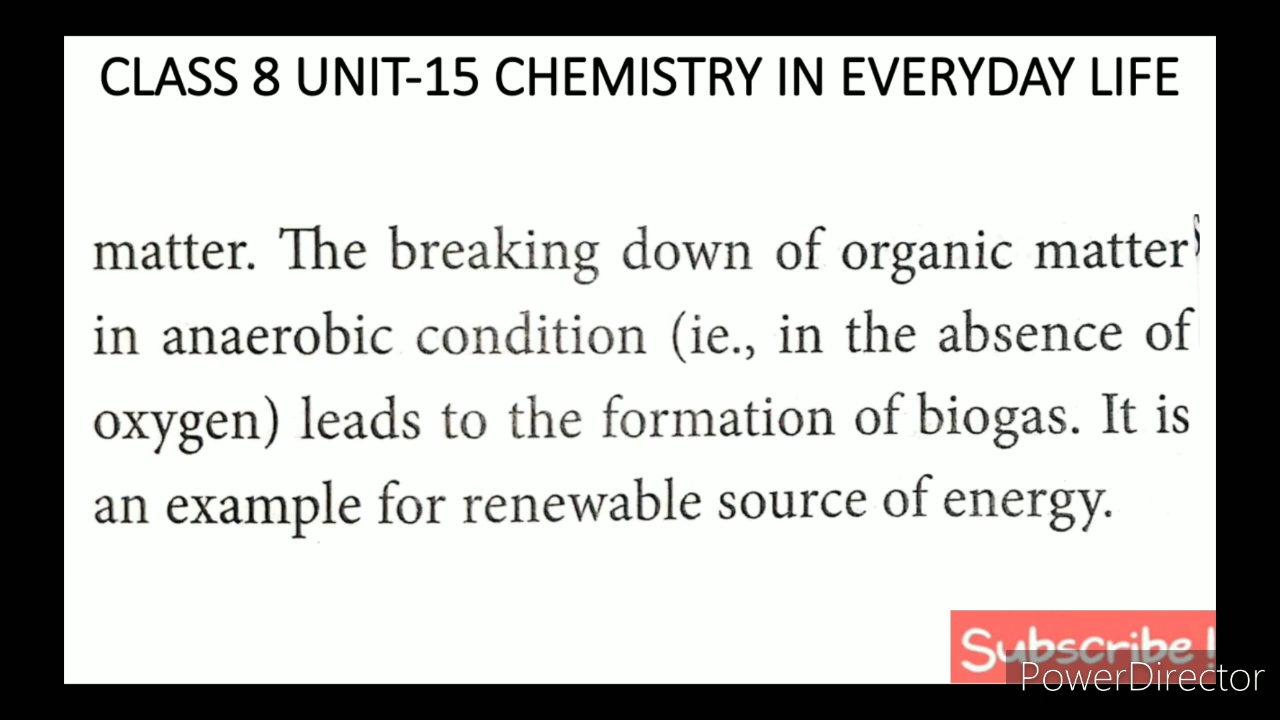 CLASS 8 UNIT-15 CHEMISTRY IN EVERYDAY LIFE
matter. The breaking down of organic matter
in anaerobic condition (ie., in the absence of
oxygen) leads to the formation of biogas. It is
an example for renewable source of energy.
Subscribe !
PowerDirector